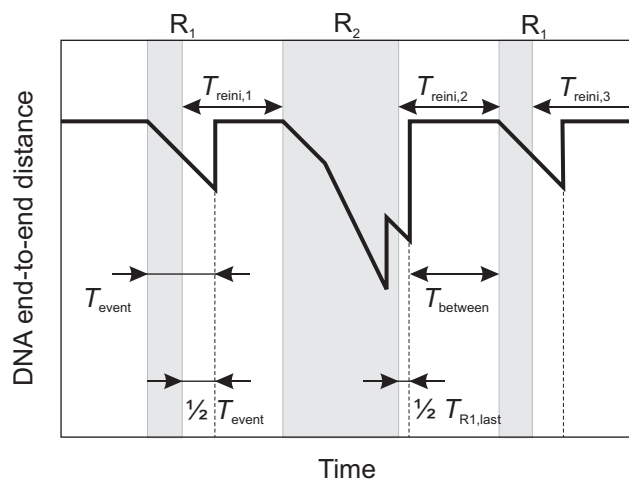 R1 R2 R1
Treini,1 Treini,2 Treini,3
DNA end-to-end distance
Tevent Tbetween
½ Tevent ½ TR1,last
Time